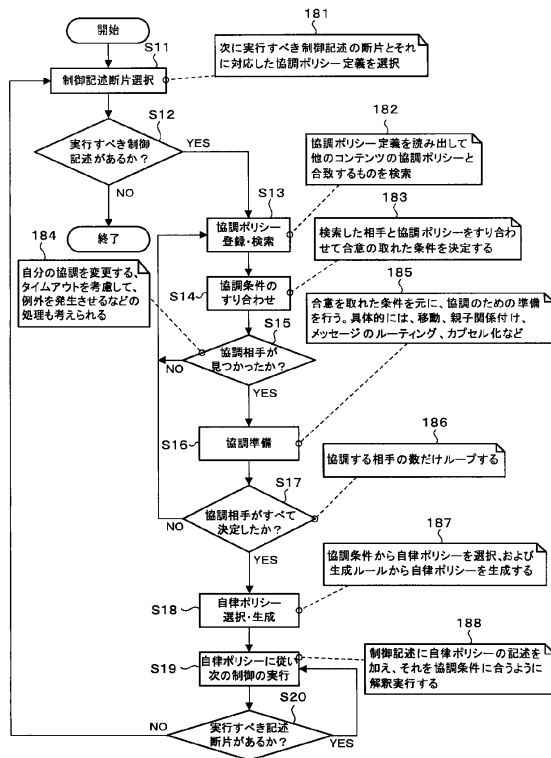 開始
S11
制御記述断片選択
181
次に実行すべき制御記述の断片とそれ
に対応した協調ポリシー定義を選択
S12
実行すべき制御
記述があるか？
YES
NO
終了
182
協調ポリシー定義を読み出して
他のコンテンツの協調ポリシーと
合致するものを検索
S13
協調ポリシー
登録・検索
183
検索した相手と協調ポリシーをすり合わ
せて合意の取れた条件を決定する
184
自分の協調を変更する、
タイムアウトを考慮して、
例外を発生させるなどの
処理も考えられる
S14
協調条件の
すり合わせ
185
合意を取れた条件を元に、協調のための準備
を行う。具体的には、移動、親子関係付け、
メッセージのルーティング、カプセル化など
S15
協調相手が
見つかったか？
NO
YES
S16
協調準備
186
協調する相手の数だけループする
S17
協調相手がすべて
決定したか？
NO
YES
187
協調条件から自律ポリシーを選択、および
生成ルールから自律ポリシーを生成する
S18
自律ポリシー
選択・生成
188
制御記述に自律ポリシーの記述を
加え、それを協調条件に合うように
解釈実行する
S19
自律ポリシーに従い
次の制御の実行
S20
実行すべき記述
断片があるか？
NO
YES